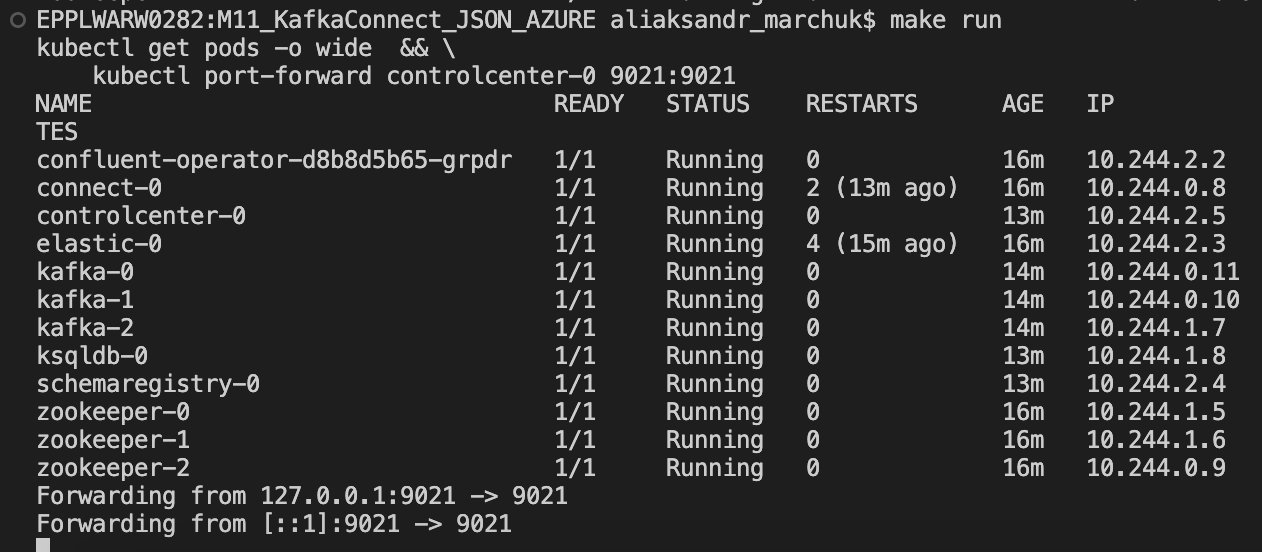 EPPLWARW0282:M11_KafkaConnect_JSON_AZURE aliaksandr_marchuk$ make run
kubectl get pods -o wide  && \
    kubectl port-forward controlcenter-0 9021:9021
NAME                                 READY   STATUS    RESTARTS      AGE   IP
TES
confluent-operator-d8b8d5b65-grpdr   1/1     Running   0             16m   10.244.2.2
connect-0                            1/1     Running   2 (13m ago)   16m   10.244.0.8
controlcenter-0                      1/1     Running   0             13m   10.244.2.5
elastic-0                            1/1     Running   4 (15m ago)   16m   10.244.2.3
kafka-0                              1/1     Running   0             14m   10.244.0.11
kafka-1                              1/1     Running   0             14m   10.244.0.10
kafka-2                              1/1     Running   0             14m   10.244.1.7
ksqldb-0                             1/1     Running   0             13m   10.244.1.8
schemaregistry-0                     1/1     Running   0             13m   10.244.2.4
zookeeper-0                          1/1     Running   0             16m   10.244.1.5
zookeeper-1                          1/1     Running   0             16m   10.244.1.6
zookeeper-2                          1/1     Running   0             16m   10.244.0.9
Forwarding from 127.0.0.1:9021 -> 9021
Forwarding from [::1]:9021 -> 9021